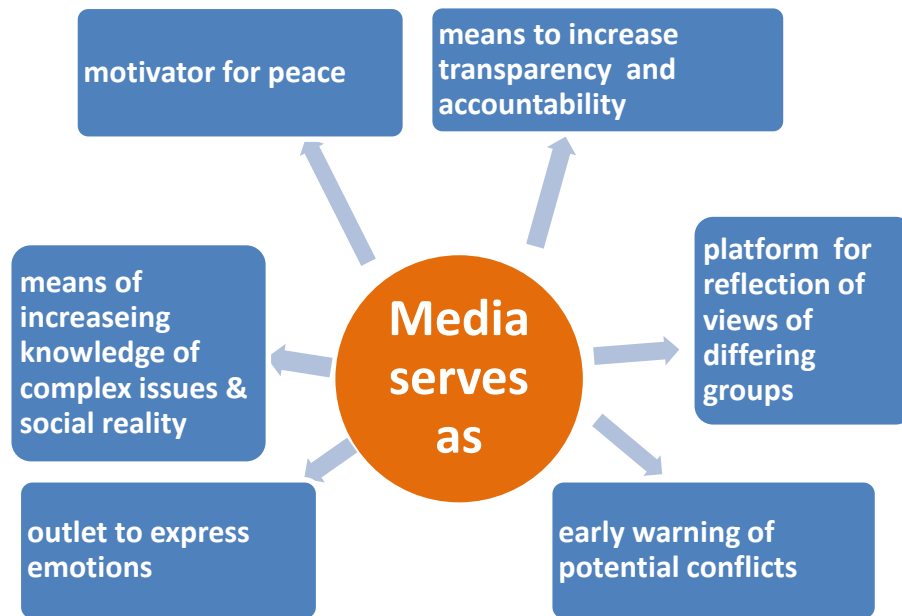 motivator for peace
means to increase
transparency and
accountability
Media
serves
as
platform for
reflection of
views of
differing
groups
means of
increaseing
knowledge of
complex issues &
social reality
outlet to express
emotions
early warning of
potential conflicts